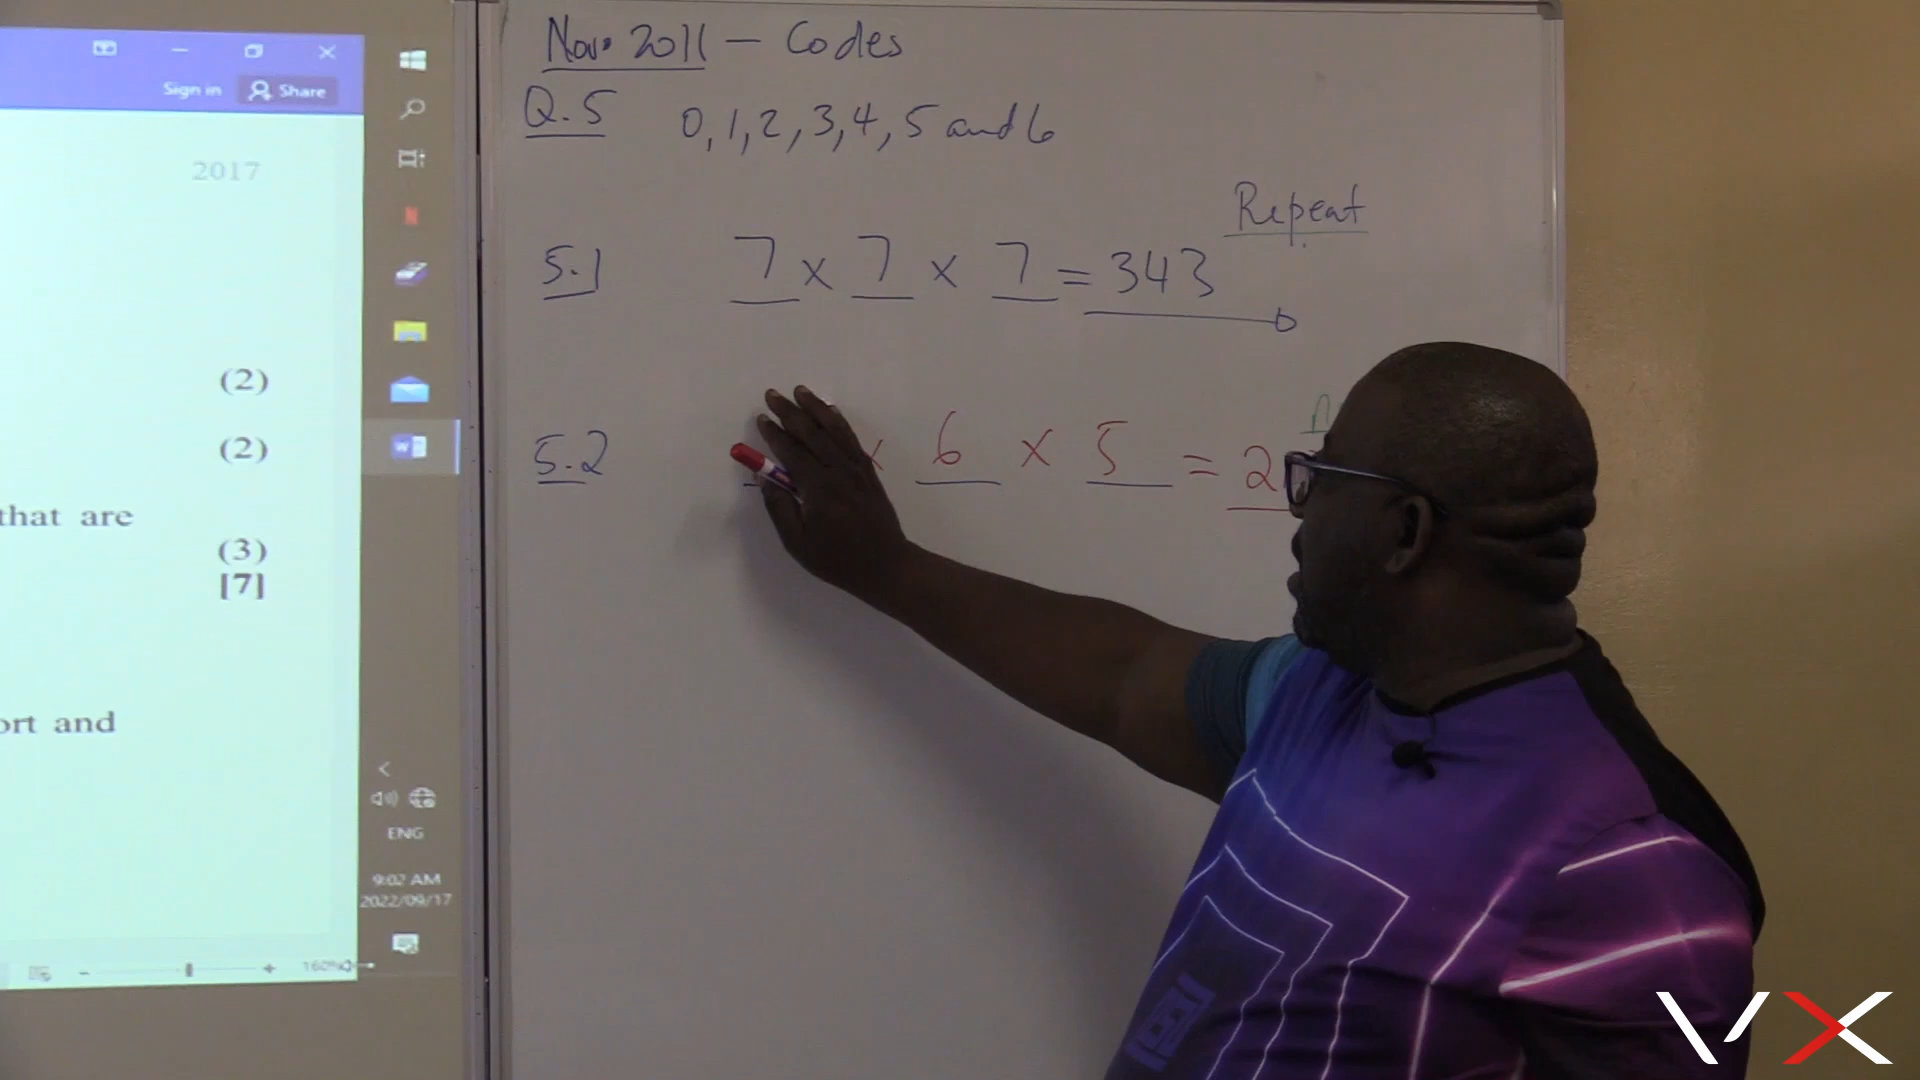 Sign in Share
2017
(2)
(2)
that are
(3)
[7]
ort and
ENG
9:02 AM
2022/09/17
160%
Nov. 2011 – Codes
Q.5 0, 1, 2, 3, 4, 5 and 6
Repeat
5.1 7 x 7 x 7 = 343
5.2 x 6 x 5 = 2
VX